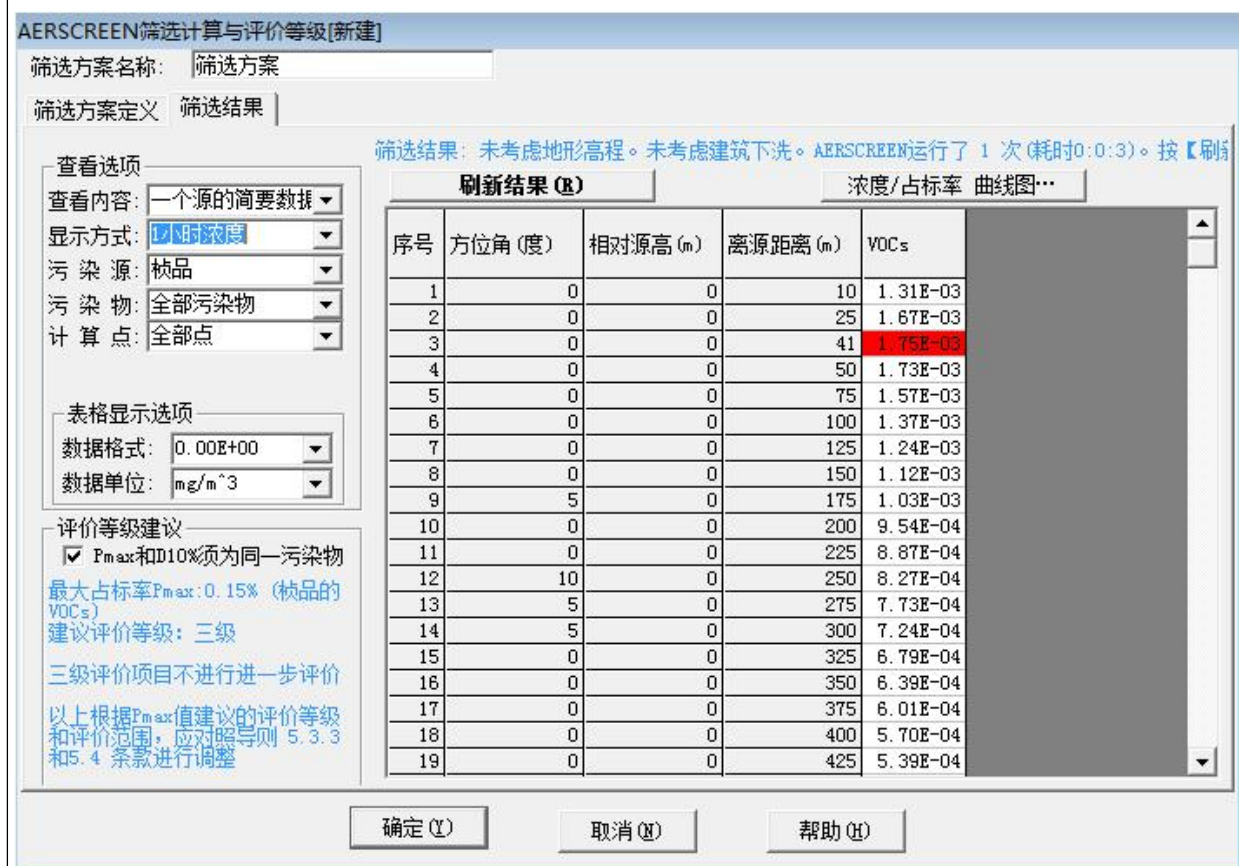 AERSCREEN筛选计算与评价等级[新建]
筛选方案名称: 筛选方案
筛选方案定义 筛选结果
查看选项
查看内容: 一个源的简要数据
显示方式: 1小时浓度
污 染 源: 桢品
污 染 物: 全部污染物
计 算 点: 全部点
表格显示选项
数据格式: 0.00E+00
数据单位: mg/m^3
评价等级建议
Pmax和D10%须为同一污染物
最大占标率Pmax:0.15% (桢品的
VOCs)
建议评价等级: 三级
三级评价项目不进行进一步评价
以上根据Pmax值建议的评价等级
和评价范围，应对照导则 5.3.3
和5.4 条款进行调整
筛选结果: 未考虑地形高程。未考虑建筑下洗。AERSCREEN运行了 1 次(耗时0:0:3)。按【刷新
刷新结果(R) 浓度/占标率 曲线图…
序号 方位角(度) 相对源高(m) 离源距离(m) VOCs
1 0 0 10 1.31E-03
2 0 0 25 1.67E-03
3 0 0 41 1.75E-03
4 0 0 50 1.73E-03
5 0 0 75 1.57E-03
6 0 0 100 1.37E-03
7 0 0 125 1.24E-03
8 0 0 150 1.12E-03
9 5 0 175 1.03E-03
10 0 0 200 9.54E-04
11 0 0 225 8.87E-04
12 10 0 250 8.27E-04
13 5 0 275 7.73E-04
14 5 0 300 7.24E-04
15 0 0 325 6.79E-04
16 0 0 350 6.39E-04
17 0 0 375 6.01E-04
18 0 0 400 5.70E-04
19 0 0 425 5.39E-04
确定(Y) 取消(N) 帮助(H)